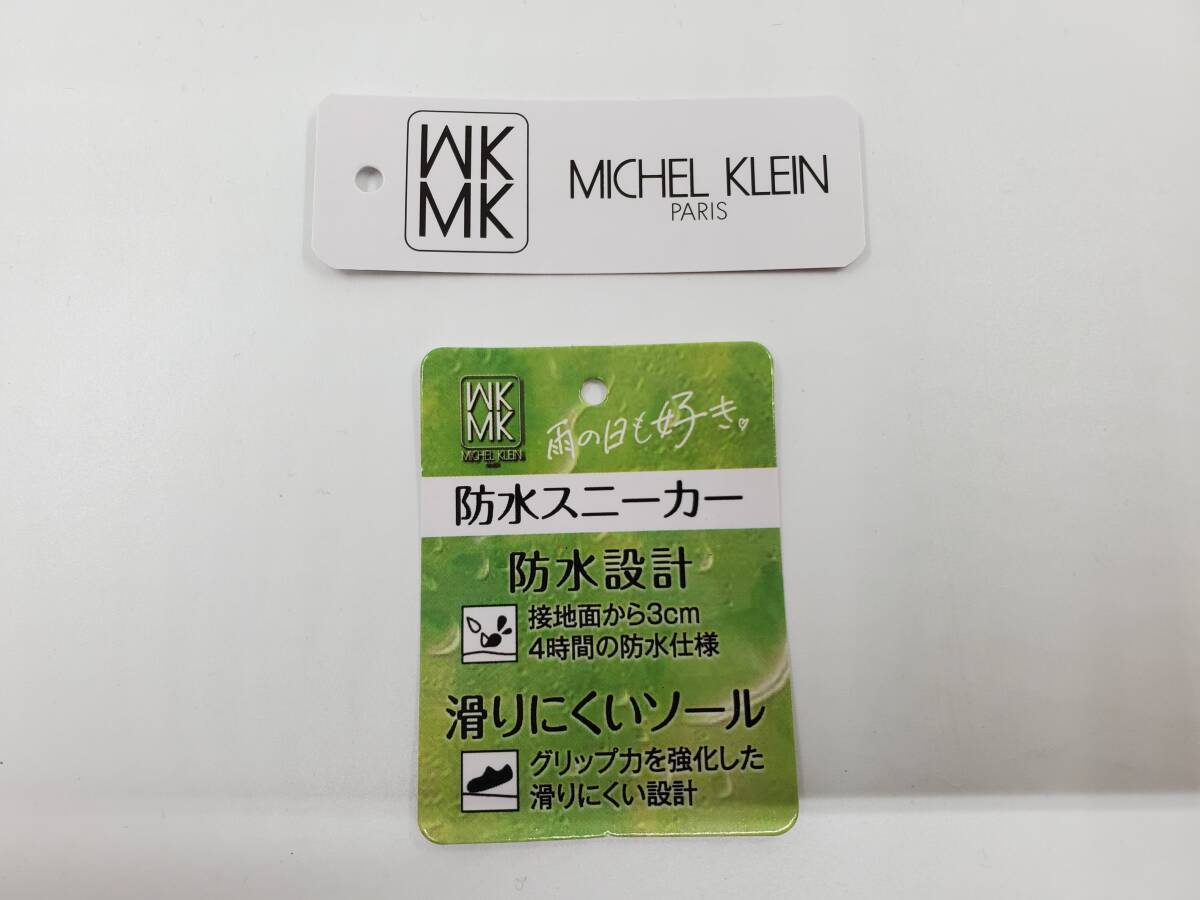 MK
MK
MICHEL KLEIN
PARIS
MK
MK
MICHEL KLEIN
雨の日も好き。
防水スニーカー
防水設計
接地面から3cm
4時間の防水仕様
滑りにくいソール
グリップ力を強化した
滑りにくい設計